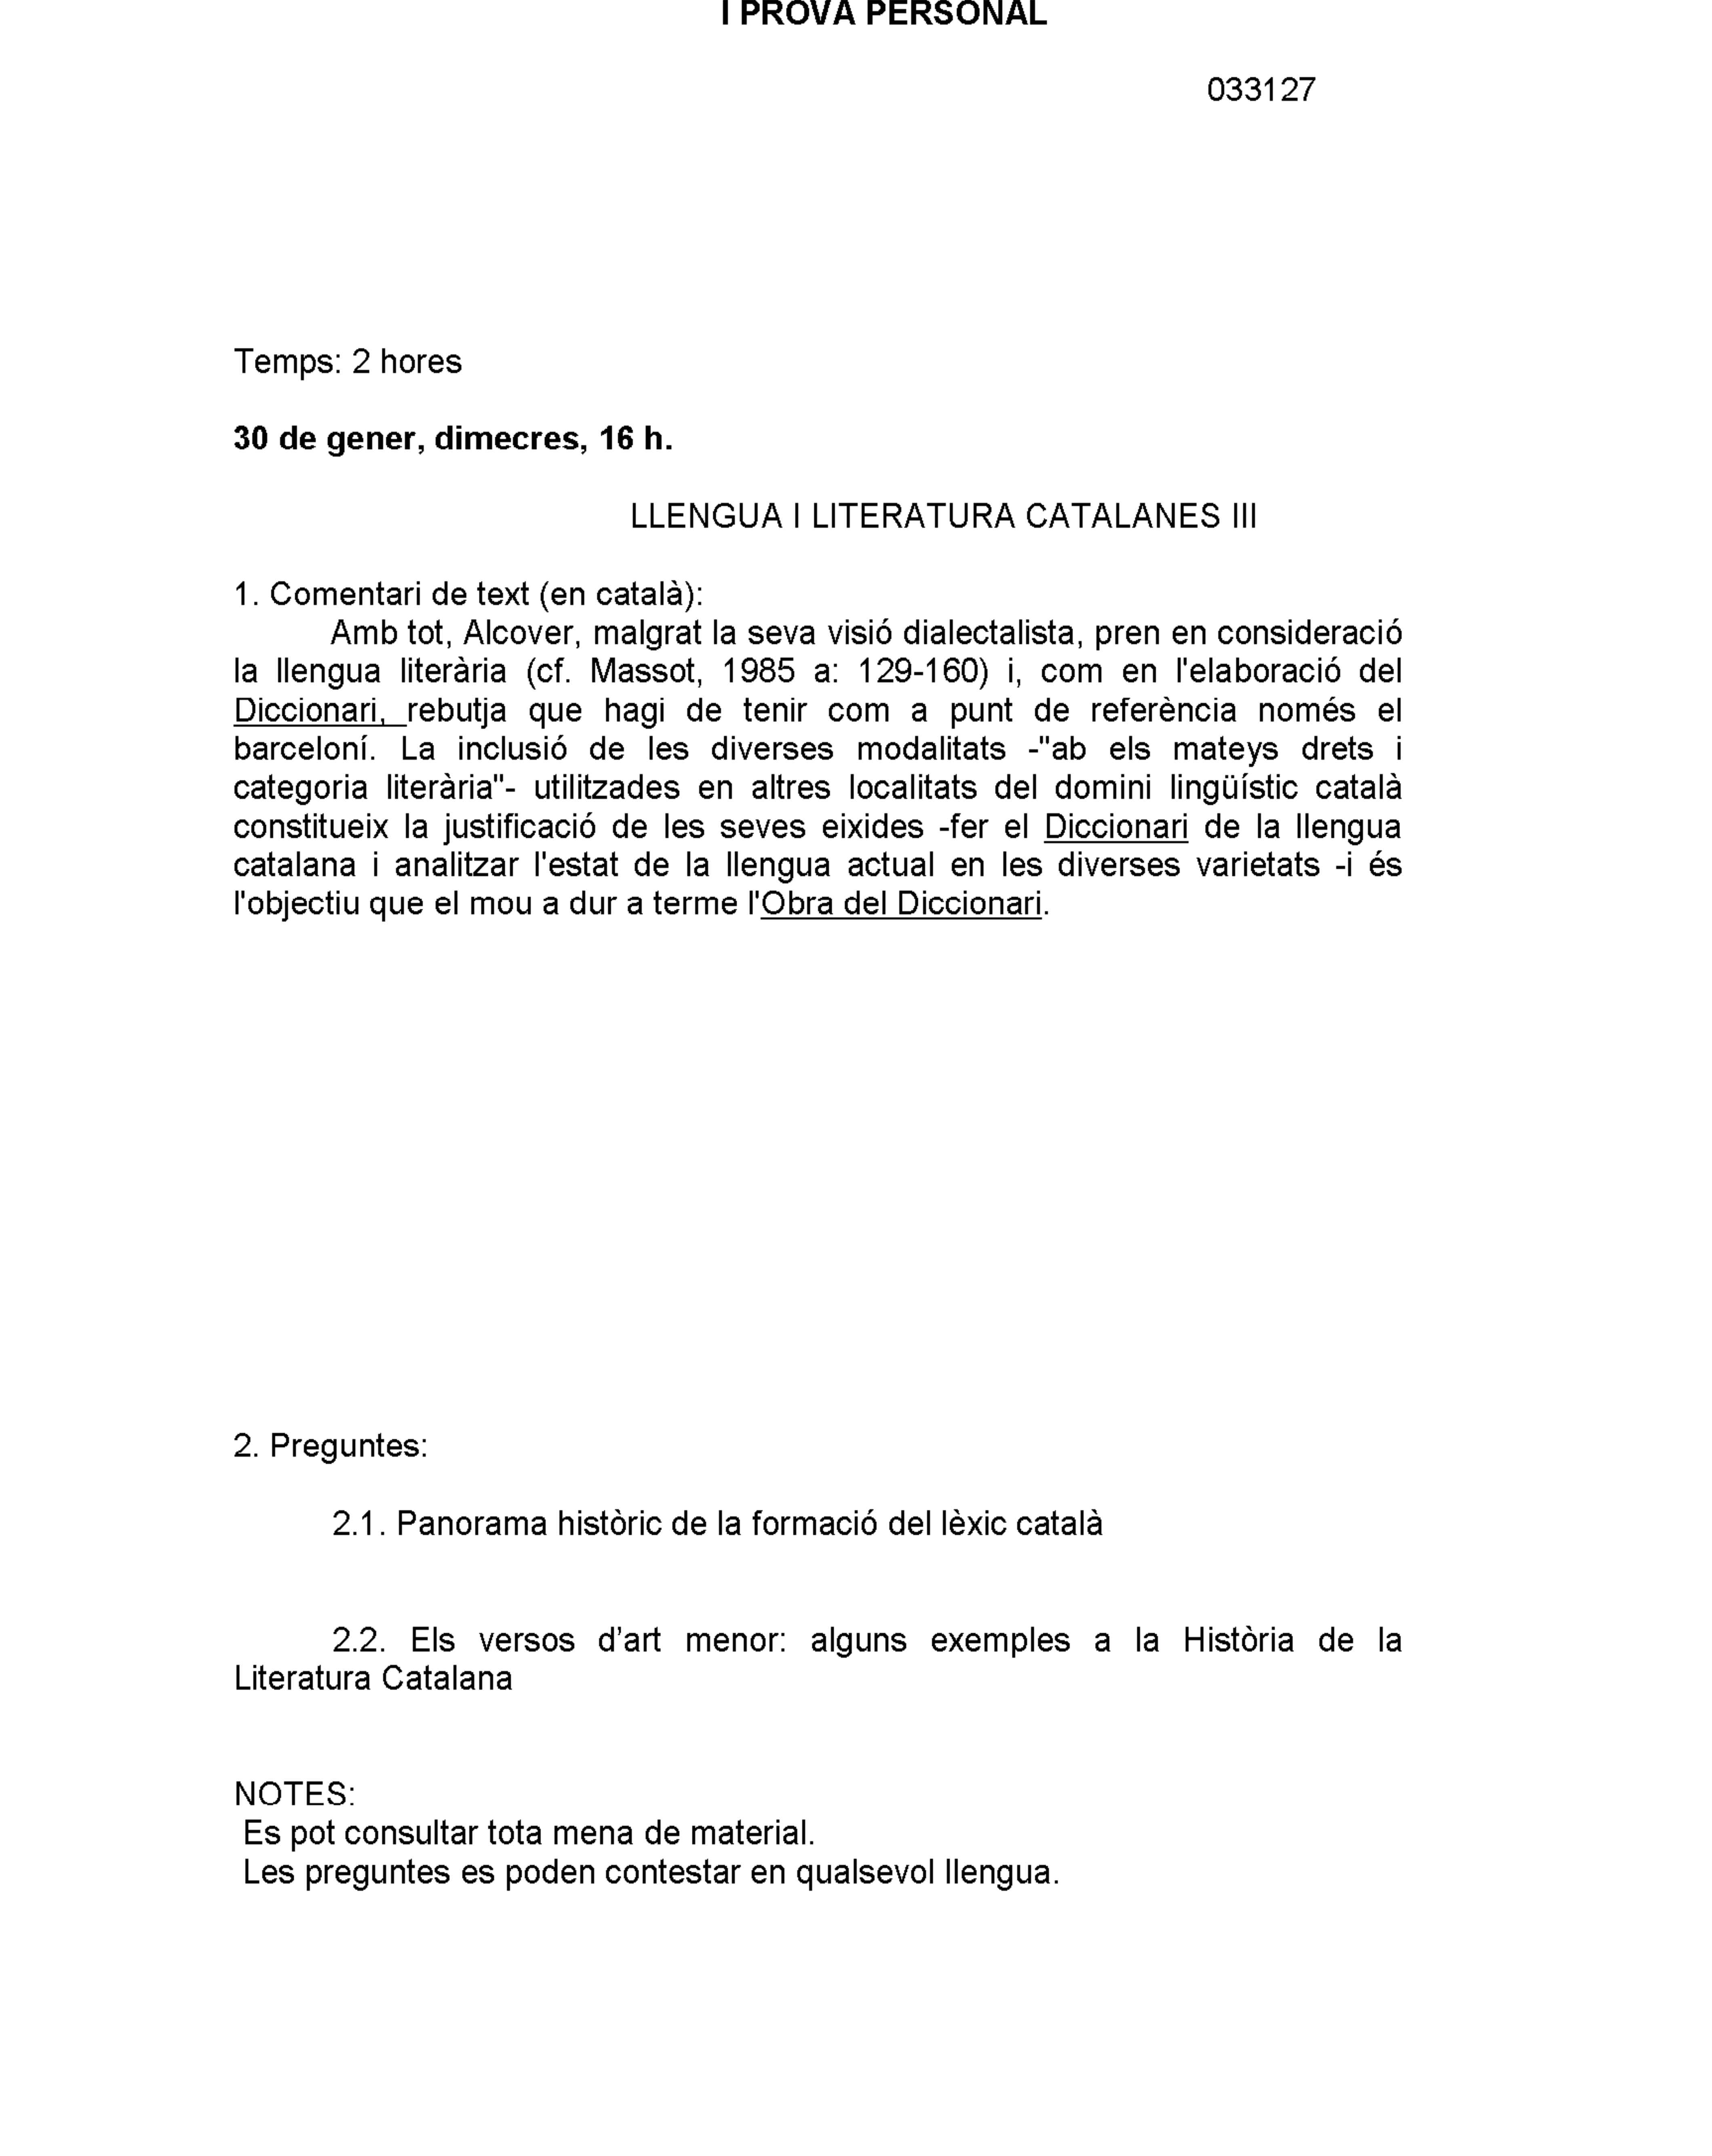 I PROVA PERSONAL
033127
Temps: 2 hores
30 de gener, dimecres, 16 h.
LLENGUA I LITERATURA CATALANES III
1. Comentari de text (en català):
Amb tot, Alcover, malgrat la seva visió dialectalista, pren en consideració
la llengua literària (cf. Massot, 1985 a: 129-160) i, com en l'elaboració del
Diccionari, rebutja que hagi de tenir com a punt de referència només el
barceloní. La inclusió de les diverses modalitats -"ab els mateys drets i
categoria literària"- utilitzades en altres localitats del domini lingüístic català
constitueix la justificació de les seves eixides -fer el Diccionari de la llengua
catalana i analitzar l'estat de la llengua actual en les diverses varietats -i és
l'objectiu que el mou a dur a terme l'Obra del Diccionari.
2. Preguntes:
2.1. Panorama històric de la formació del lèxic català
2.2. Els versos d’art menor: alguns exemples a la Història de la
Literatura Catalana
NOTES:
Es pot consultar tota mena de material.
Les preguntes es poden contestar en qualsevol llengua.